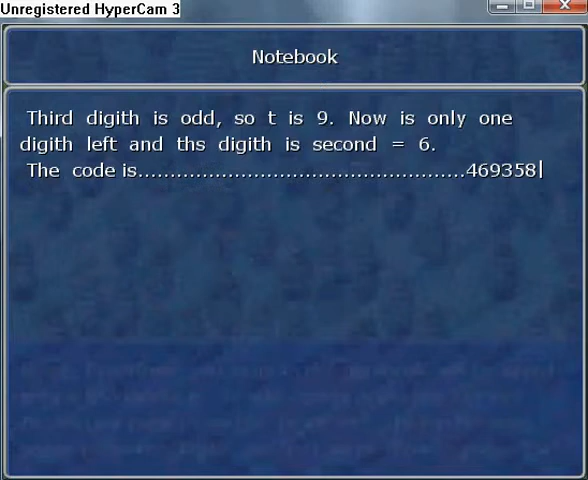 Unregistered HyperCam 3
Notebook
Third digith is odd, so t is 9. Now is only one
digith left and ths digith is second = 6.
The code is...................................................469358|